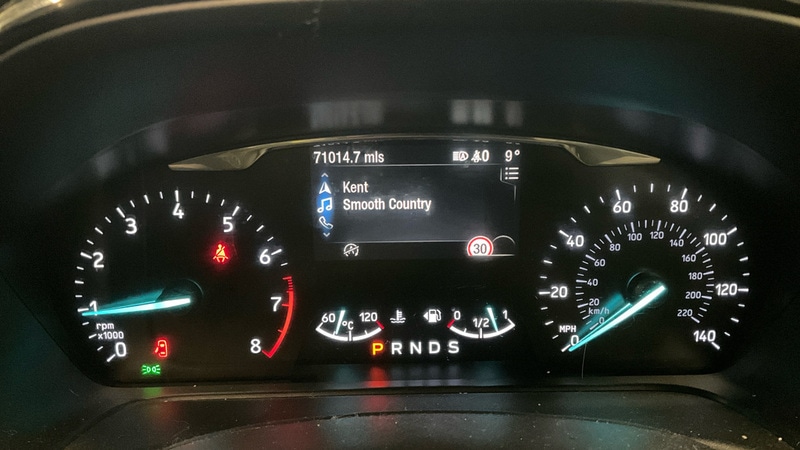 71014.7 mls 0 9°
Kent
Smooth Country
30
0 1 2 3 4 5 6 7 8
rpm
x1000
60 120
°C
0 1/2 1
P R N D S
0 20 40 60 80 100 120 140
MPH
0 20 40 60 80 100 120 140 160 180 200 220
km/h